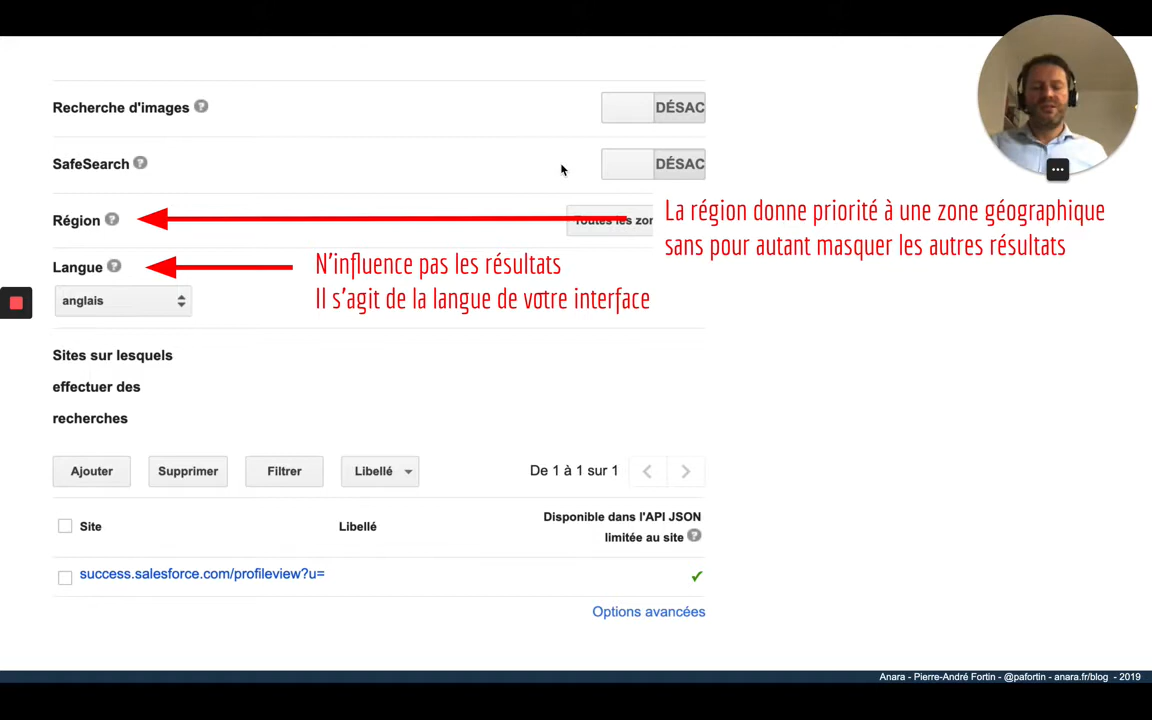 Recherche d'images
DÉSAC
SafeSearch
DÉSAC
Région
Toutes les zon
La région donne priorité à une zone géographique
sans pour autant masquer les autres résultats
Langue
N'influence pas les résultats
Il s'agit de la langue de votre interface
anglais
Sites sur lesquels
effectuer des
recherches
Ajouter
Supprimer
Filtrer
Libellé
De 1 à 1 sur 1
Site
Libellé
Disponible dans l'API JSON
limitée au site
success.salesforce.com/profileview?u=
Options avancées
Anara - Pierre-André Fortin - @pafortin - anara.fr/blog - 2019